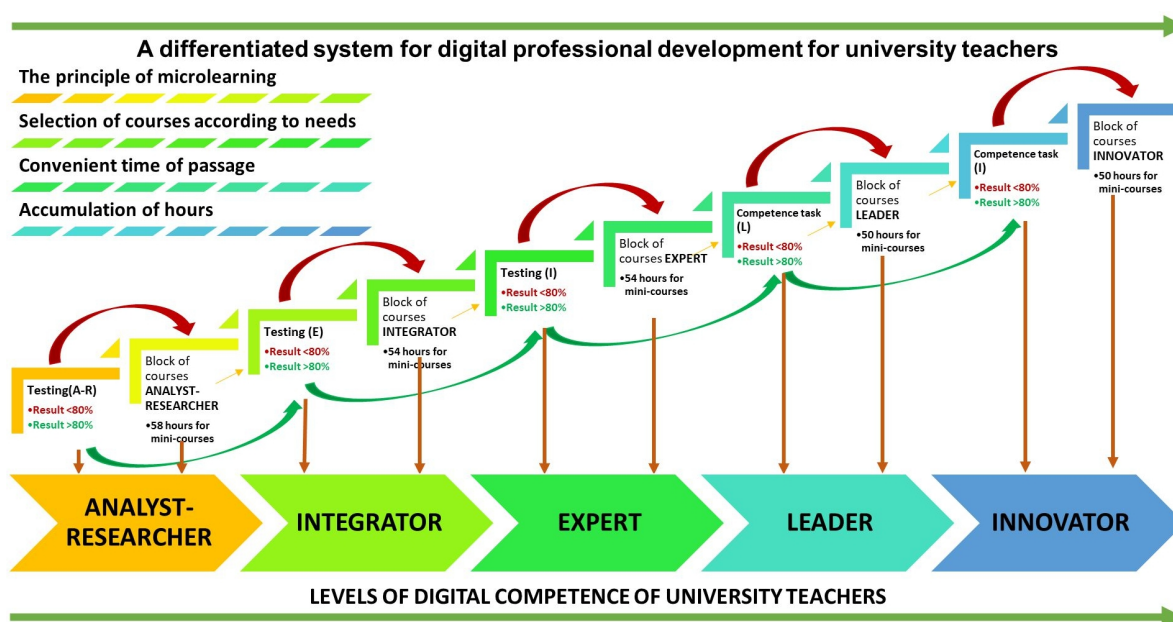 A differentiated system for digital professional development for university teachers
The principle of microlearning
Selection of courses according to needs
Convenient time of passage
Accumulation of hours
Testing(A-R)
•Result <80%
•Result >80%
Block of
courses
ANALYST-
RESEARCHER
•58 hours for
mini-courses
Testing (E)
•Result <80%
•Result >80%
Block of
courses
INTEGRATOR
•54 hours for
mini-courses
Testing (I)
•Result <80%
•Result >80%
Block of
courses EXPERT
•54 hours for
mini-courses
Competence task
(L)
•Result <80%
•Result >80%
Block of
courses
LEADER
•50 hours for
mini-courses
Competence task
(I)
•Result <80%
•Result >80%
Block of
courses
INNOVATOR
•50 hours for
mini-courses
ANALYST-
RESEARCHER
INTEGRATOR
EXPERT
LEADER
INNOVATOR
LEVELS OF DIGITAL COMPETENCE OF UNIVERSITY TEACHERS